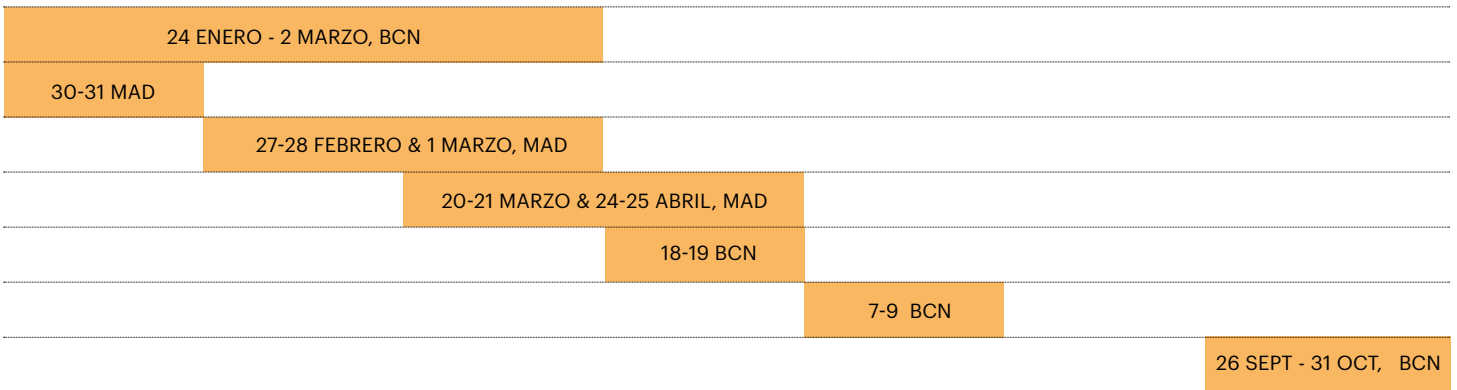 24 ENERO - 2 MARZO, BCN
30-31 MAD
27-28 FEBRERO & 1 MARZO, MAD
20-21 MARZO & 24-25 ABRIL, MAD
18-19 BCN
7-9 BCN
26 SEPT - 31 OCT, BCN